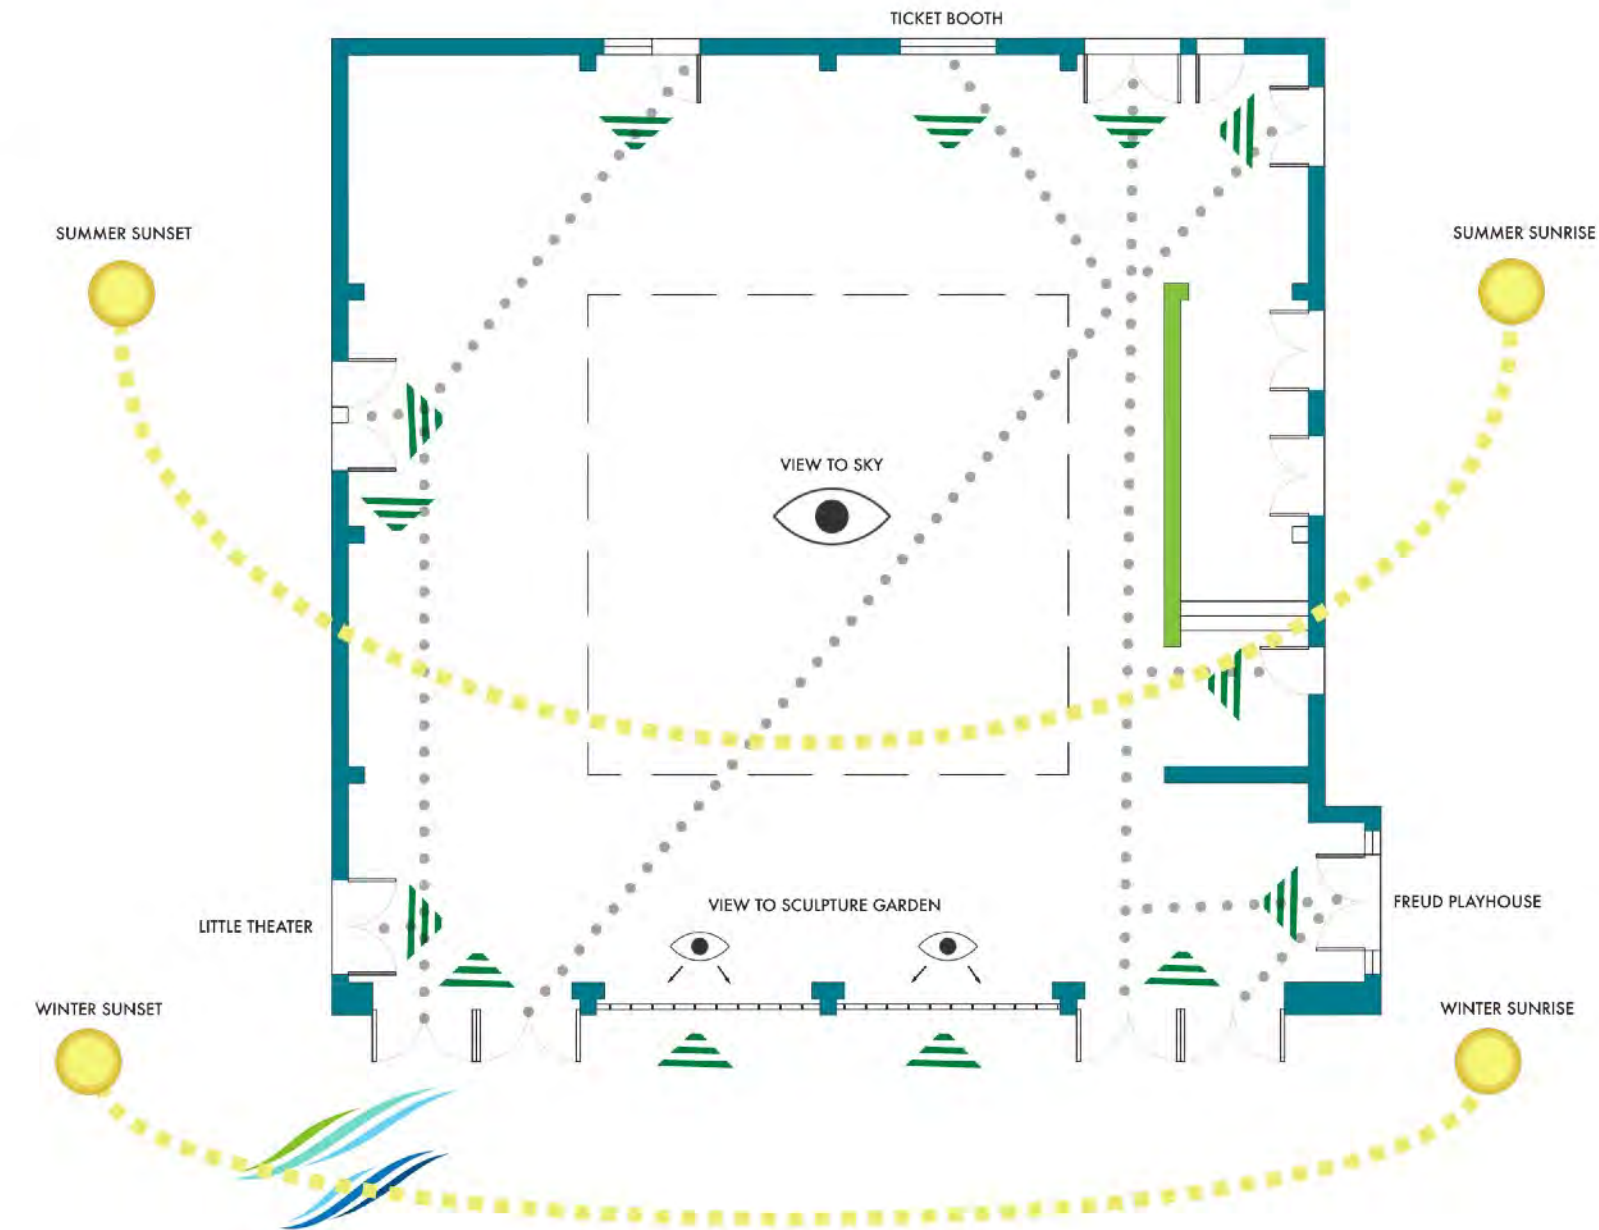 TICKET BOOTH
SUMMER SUNSET
SUMMER SUNRISE
VIEW TO SKY
VIEW TO SCULPTURE GARDEN
LITTLE THEATER
FREUD PLAYHOUSE
WINTER SUNSET
WINTER SUNRISE